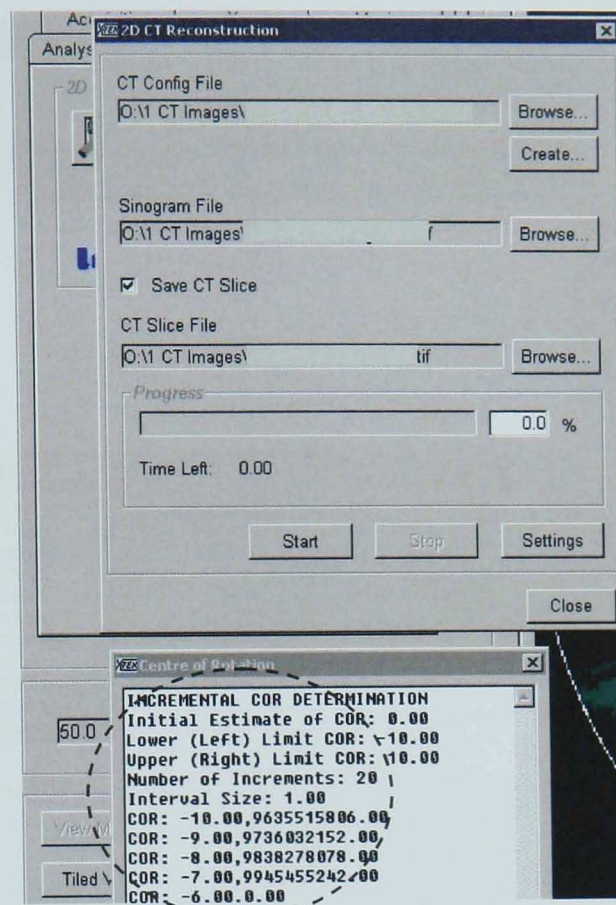 Analys
2D CT Reconstruction
2D
CT Config File
O:\1 CT Images\
Browse...
Create...
Sinogram File
O:\1 CT Images\ f
Browse...
Save CT Slice
CT Slice File
O:\1 CT Images\ tif
Browse...
Progress
0.0 %
Time Left: 0.00
Start
Stop
Settings
Close
Centre of Rotation
INCREMENTAL COR DETERMINATION
Initial Estimate of COR: 0.00
Lower (Left) Limit COR: -10.00
Upper (Right) Limit COR: 10.00
Number of Increments: 20
Interval Size: 1.00
COR: -10.00,9635515806.00
COR: -9.00,9736032152.00
COR: -8.00,9838278078.00
COR: -7.00,9945455242.00
COR: -6.00,0.00
50.0
View M
Tiled